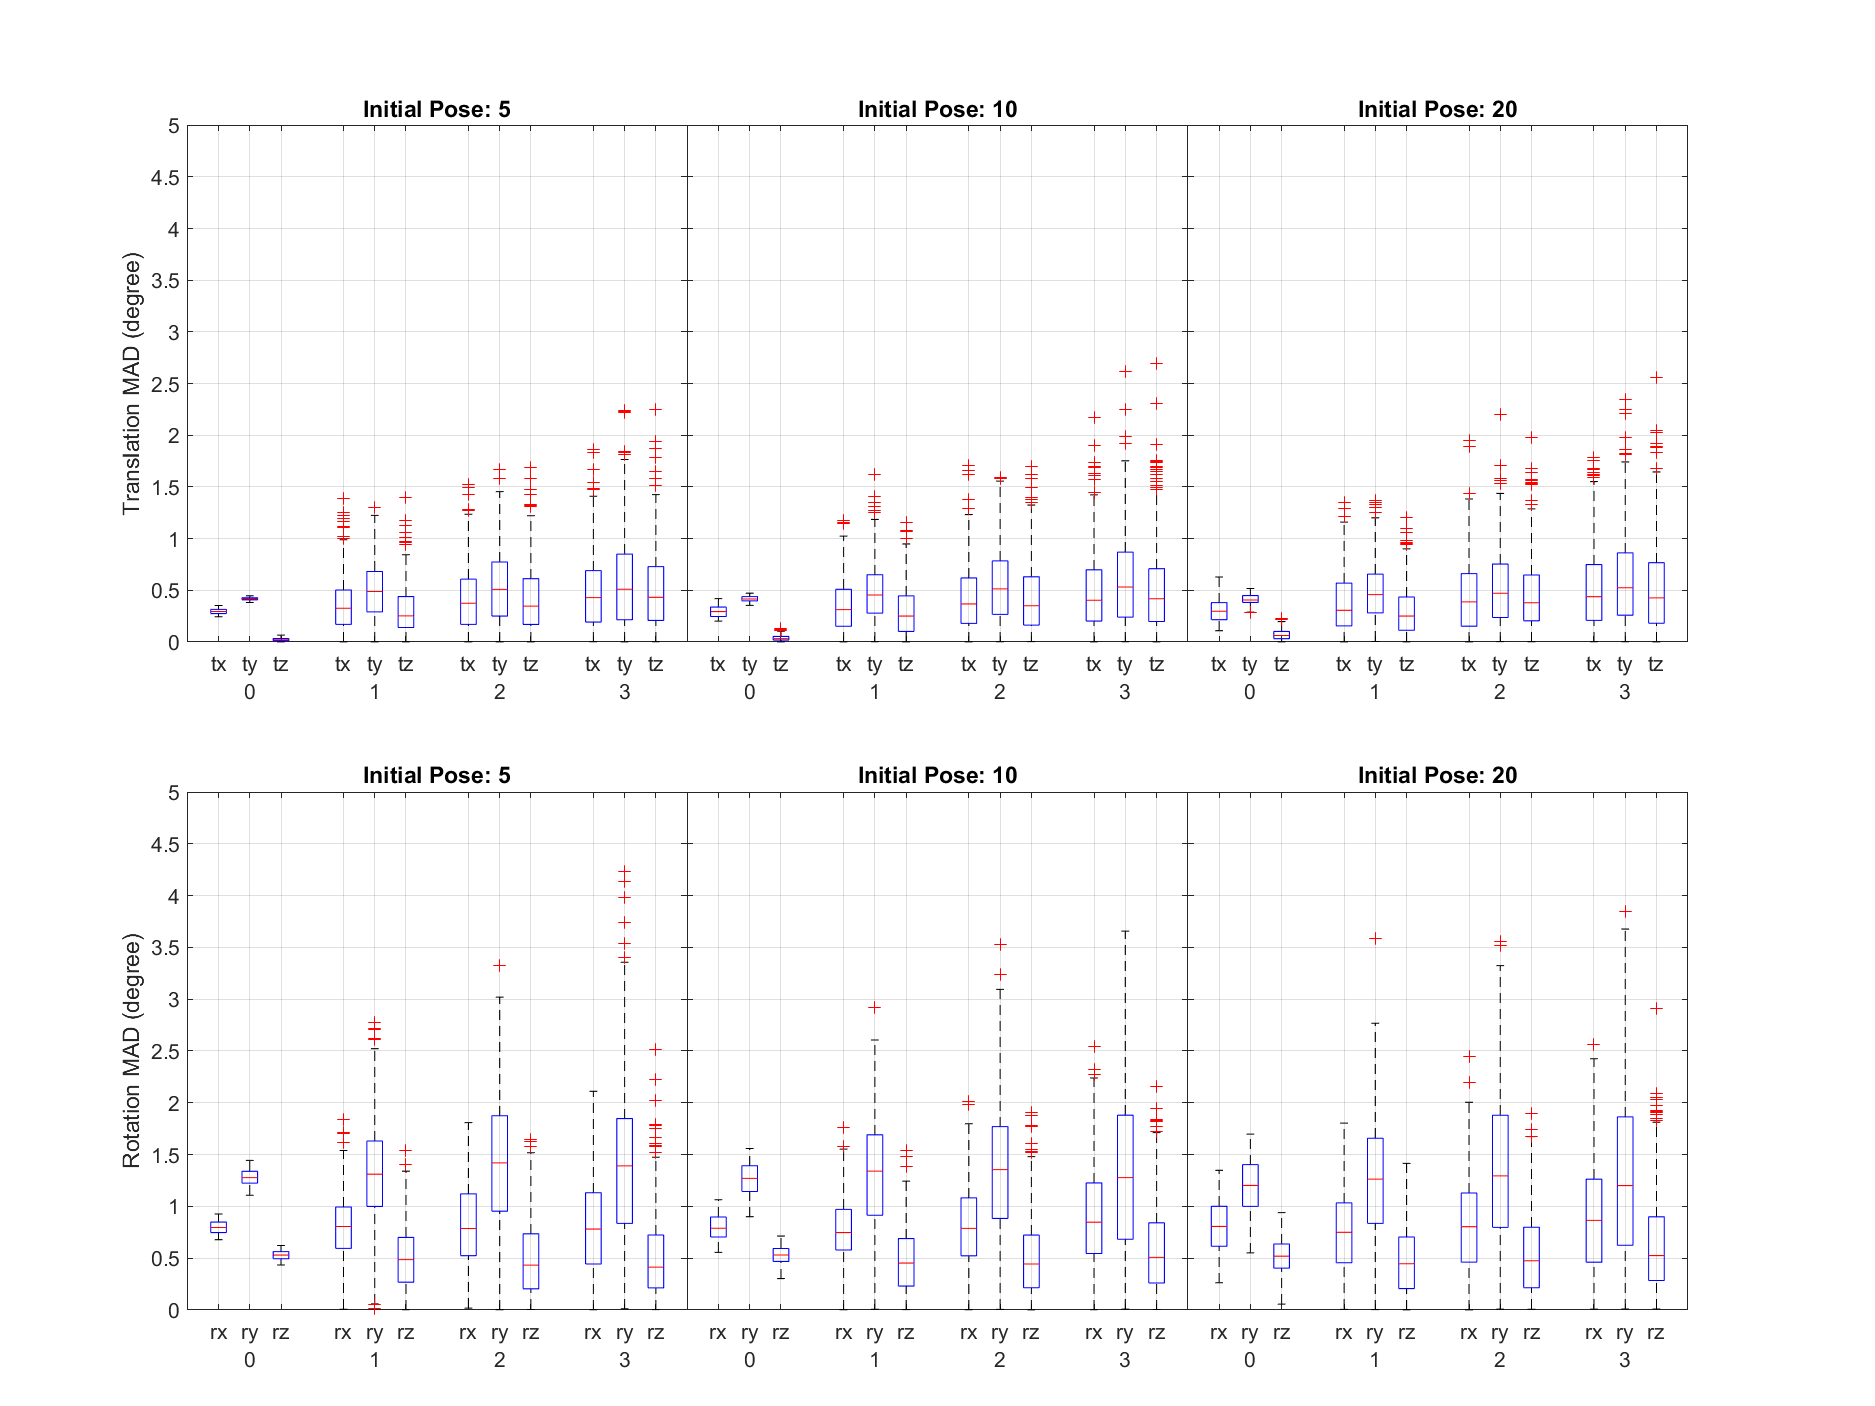 Initial Pose: 5 Initial Pose: 10 Initial Pose: 20
Translation MAD (degree)
5
4.5
4
3.5
3
2.5
2
1.5
1
0.5
0
tx ty tz tx ty tz tx ty tz tx ty tz tx ty tz tx ty tz tx ty tz tx ty tz tx ty tz tx ty tz tx ty tz tx ty tz
0 1 2 3 0 1 2 3 0 1 2 3
Initial Pose: 5 Initial Pose: 10 Initial Pose: 20
Rotation MAD (degree)
5
4.5
4
3.5
3
2.5
2
1.5
1
0.5
0
rx ry rz rx ry rz rx ry rz rx ry rz rx ry rz rx ry rz rx ry rz rx ry rz rx ry rz rx ry rz rx ry rz rx ry rz
0 1 2 3 0 1 2 3 0 1 2 3